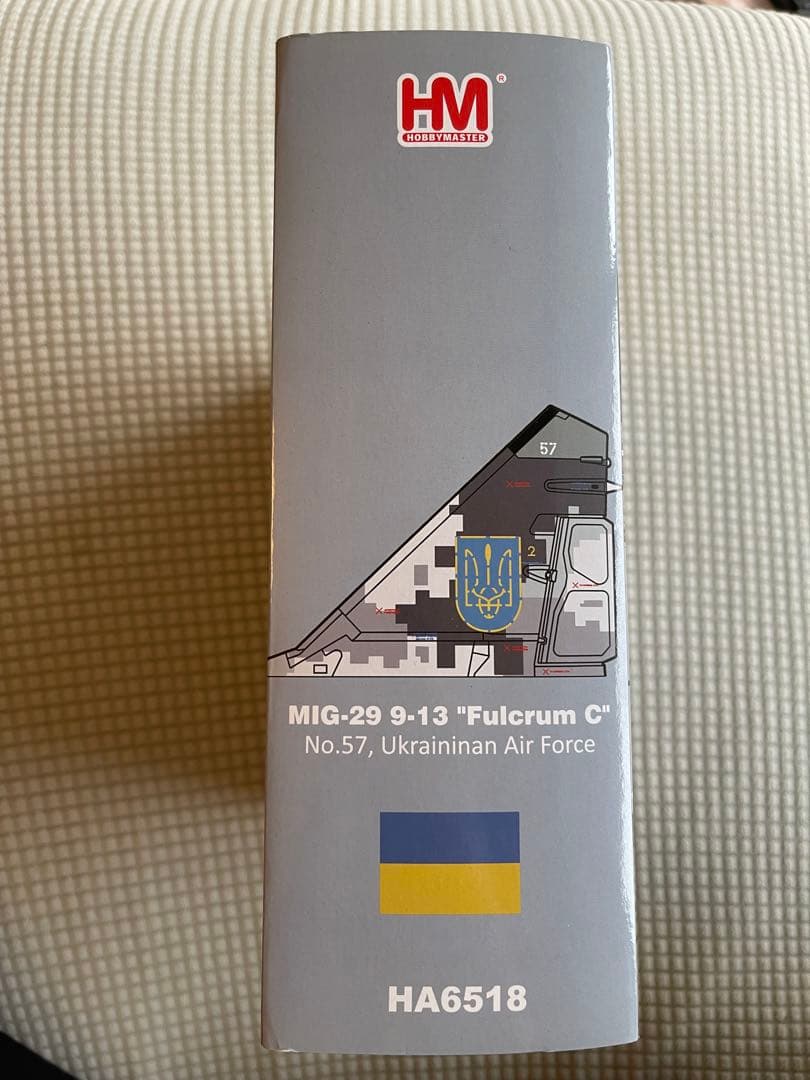 HM ®
HOBBYMASTER
57
2
MIG-29 9-13 "Fulcrum C"
No.57, Ukraininan Air Force
HA6518